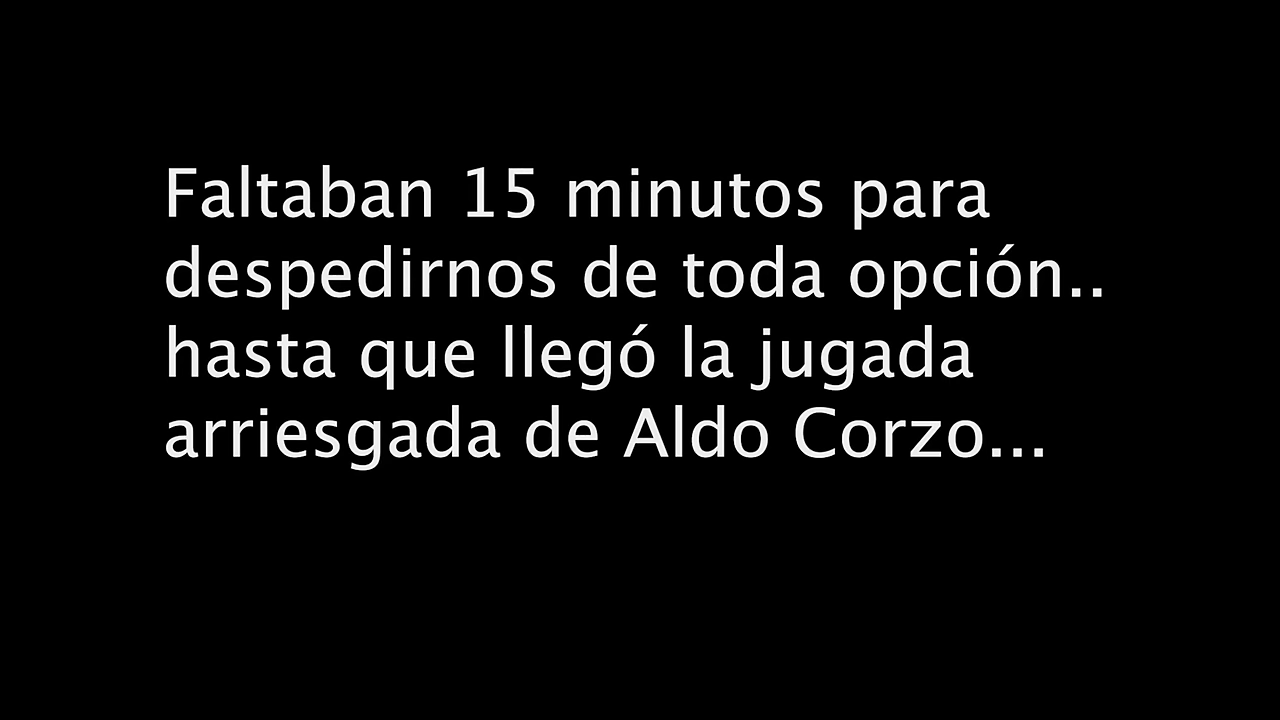 Faltaban 15 minutos para
despedirnos de toda opción..
hasta que llegó la jugada
arriesgada de Aldo Corzo...